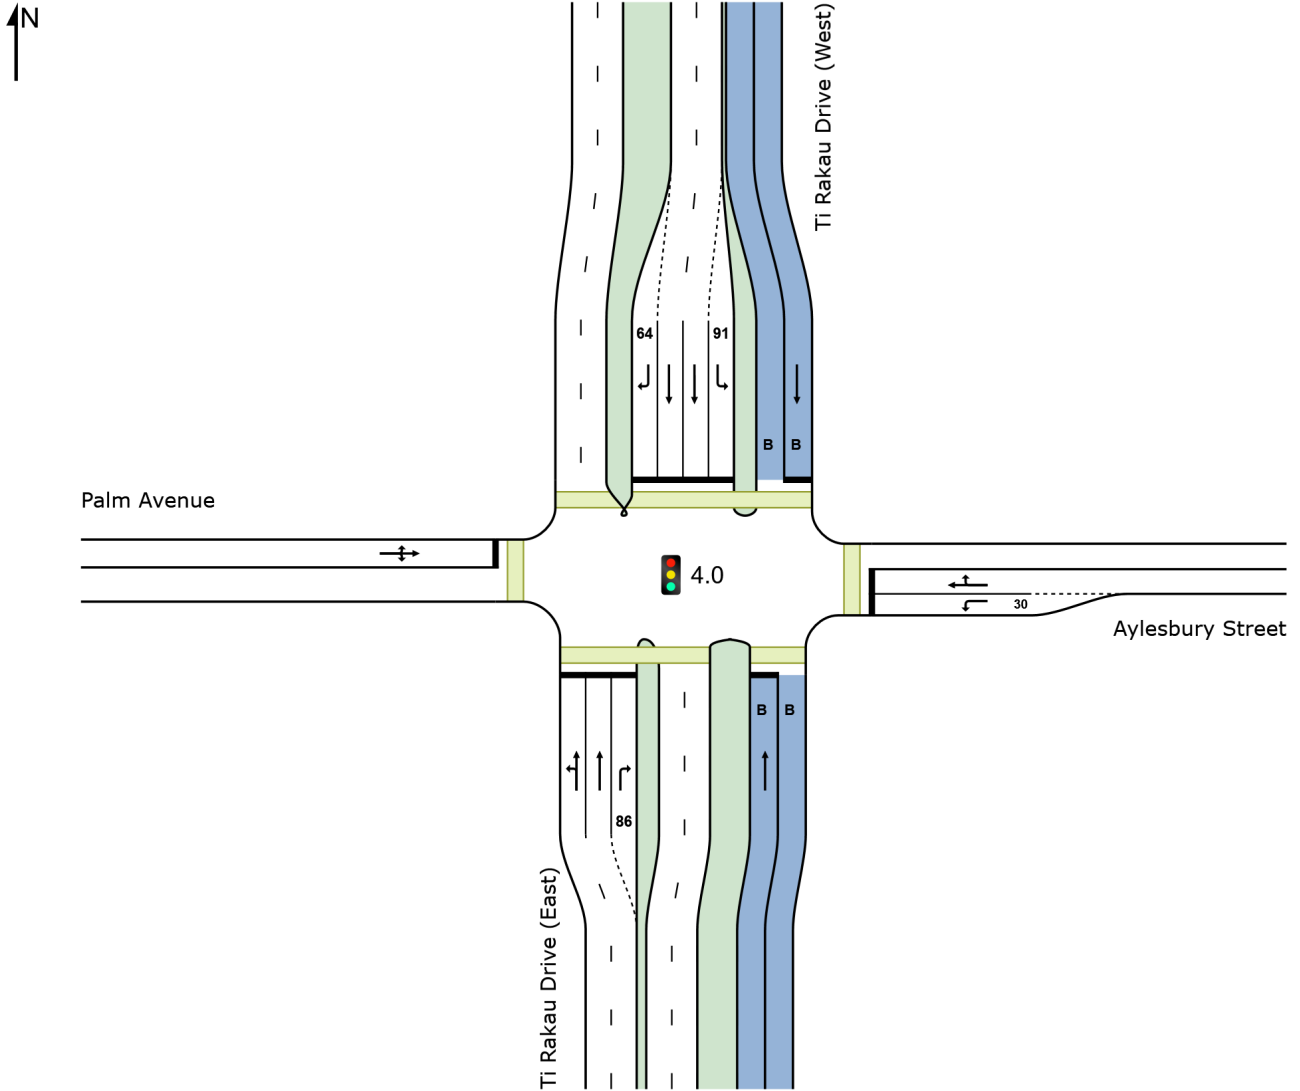 N
Ti Rakau Drive (West)
64
91
B
B
Palm Avenue
4.0
30
Aylesbury Street
B
B
86
Ti Rakau Drive (East)